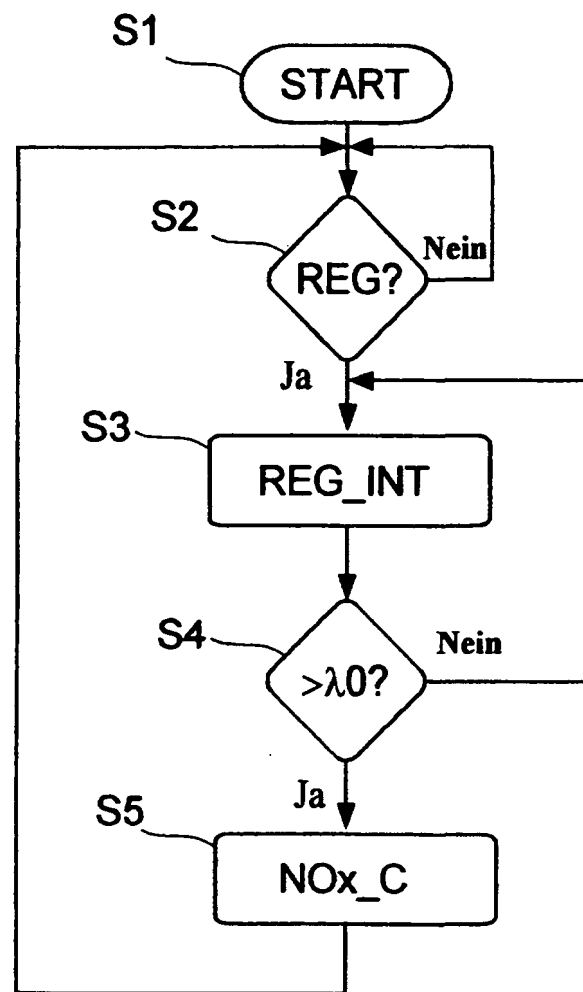 S1
START
S2
REG?
Nein
Ja
S3
REG_INT
S4
>λ0?
Nein
Ja
S5
NOx_C